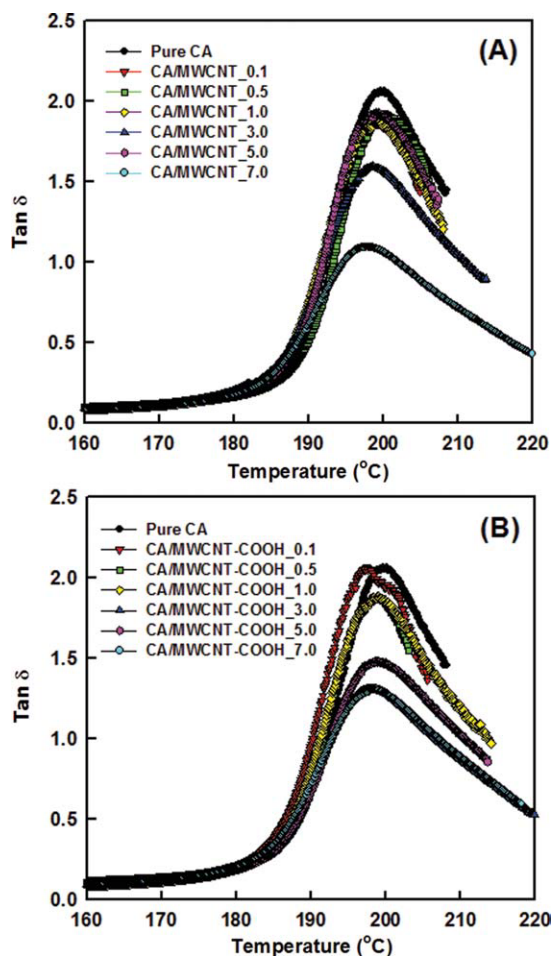 (A)
Pure CA
CA/MWCNT_0.1
CA/MWCNT_0.5
CA/MWCNT_1.0
CA/MWCNT_3.0
CA/MWCNT_5.0
CA/MWCNT_7.0
2.5
2.0
1.5
1.0
0.5
0.0
Tan δ
160 170 180 190 200 210 220
Temperature (°C)
(B)
Pure CA
CA/MWCNT-COOH_0.1
CA/MWCNT-COOH_0.5
CA/MWCNT-COOH_1.0
CA/MWCNT-COOH_3.0
CA/MWCNT-COOH_5.0
CA/MWCNT-COOH_7.0
2.5
2.0
1.5
1.0
0.5
0.0
Tan δ
160 170 180 190 200 210 220
Temperature (°C)